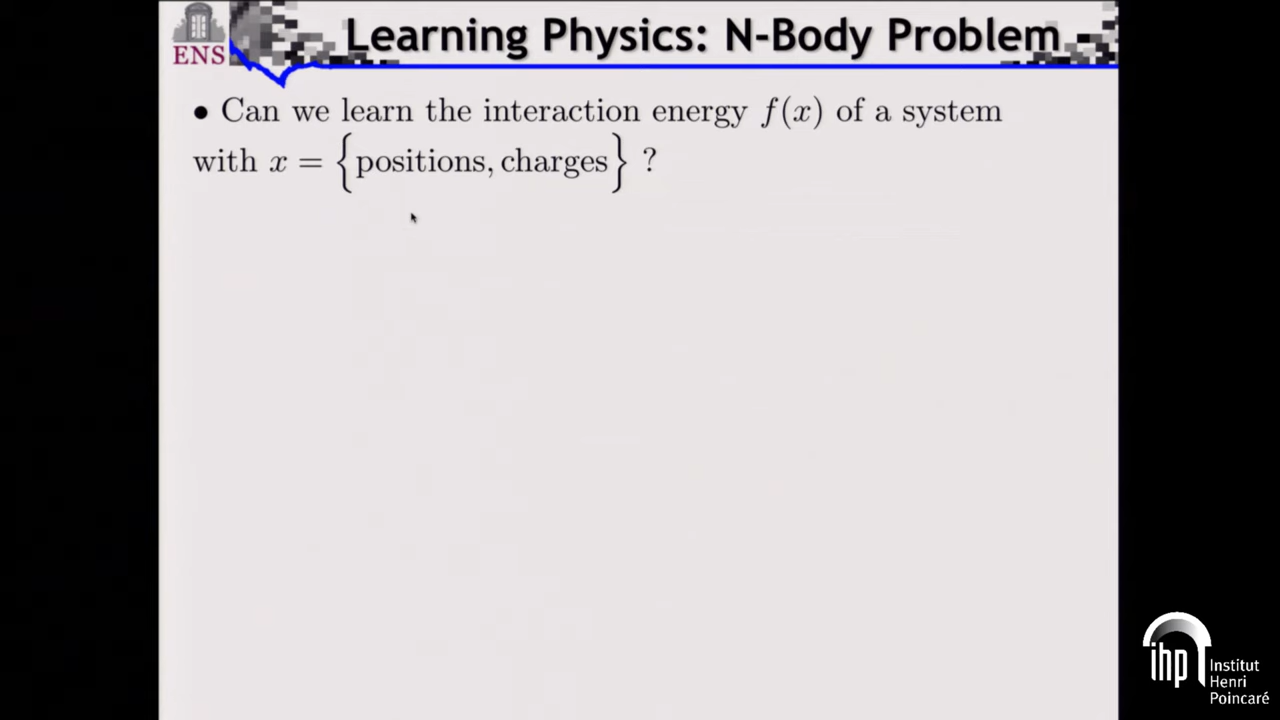 ENS
Learning Physics: N-Body Problem
• Can we learn the interaction energy f(x) of a system
with x = {positions, charges} ?
ihp
Institut
Henri
Poincaré